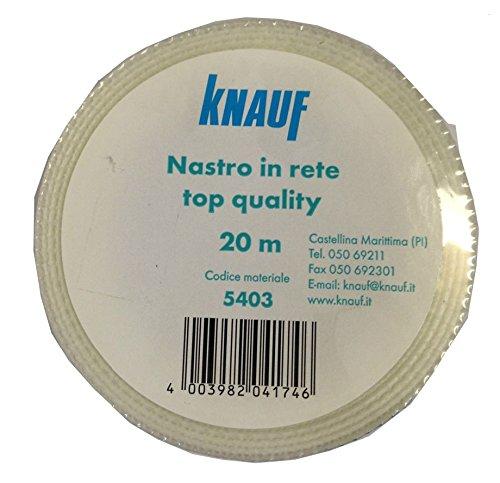 KNAUF
Nastro in rete
top quality
20 m
Codice materiale
5403
Castellina Marittima (PI)
Tel. 050 69211
Fax 050 692301
E-mail: knauf@knauf.it
www.knauf.it
4 003982 041746